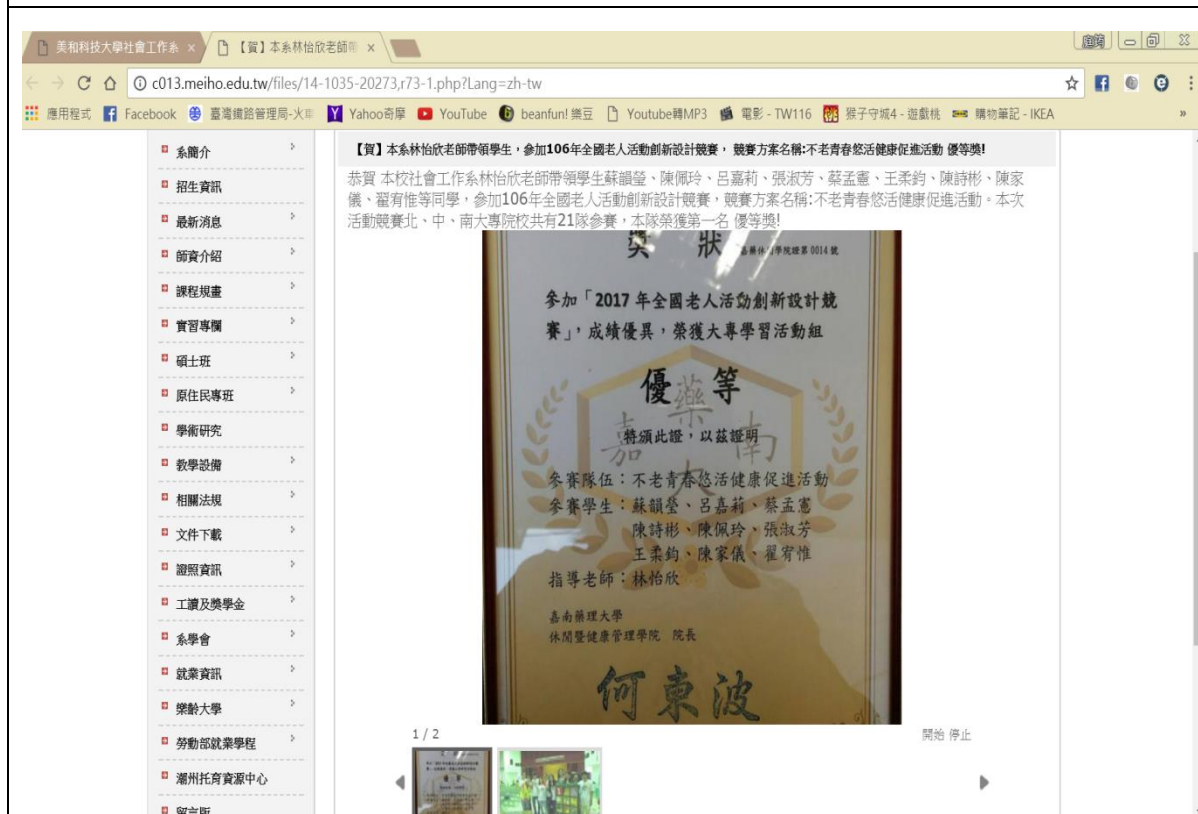 美和科技大學社會工作系
【賀】本系林怡欣老師帶
c013.meiho.edu.tw/files/14-1035-20273,r73-1.php?Lang=zh-tw
應用程式 Facebook 臺灣鐵路管理局-火車 Yahoo奇摩 YouTube beanfun! 樂豆 Youtube轉MP3 電影 - TW116 猴子守城4 - 遊戲桃 購物筆記 - IKEA »
系簡介
招生資訊
最新消息
師資介紹
課程規畫
實習專欄
碩士班
原住民專班
學術研究
教學設備
相關法規
文件下載
證照資訊
工讀及獎學金
系學會
就業資訊
樂齡大學
勞動部就業學程
潮州托育資源中心
留言版
【賀】本系林怡欣老師帶領學生,參加106年全國老人活動創新設計競賽, 競賽方案名稱:不老青春悠活健康促進活動 優等獎!
恭賀 本校社會工作系林怡欣老師帶領學生蘇韻瑩、陳佩玲、呂嘉莉、張淑芳、蔡孟憲、王柔鈞、陳詩彬、陳家
儀、翟宥惟等同學,參加106年全國老人活動創新設計競賽,競賽方案名稱:不老青春悠活健康促進活動。本次
活動競賽北、中、南大專院校共有21隊參賽,本隊榮獲第一名 優等獎!
獎 狀
嘉藥休閒學院證第 0014 號
參加「2017 年全國老人活動創新設計競
賽」,成績優異,榮獲大專學習活動組
優 等
特頒此證,以茲證明
嘉藥南大
參賽隊伍:不老青春悠活健康促進活動
參賽學生:蘇韻瑩、呂嘉莉、蔡孟憲
陳詩彬、陳佩玲、張淑芳
王柔鈞、陳家儀、翟宥惟
指導老師:林怡欣
嘉南藥理大學
休閒暨健康管理學院 院長
何東波
1 / 2
開始 停止